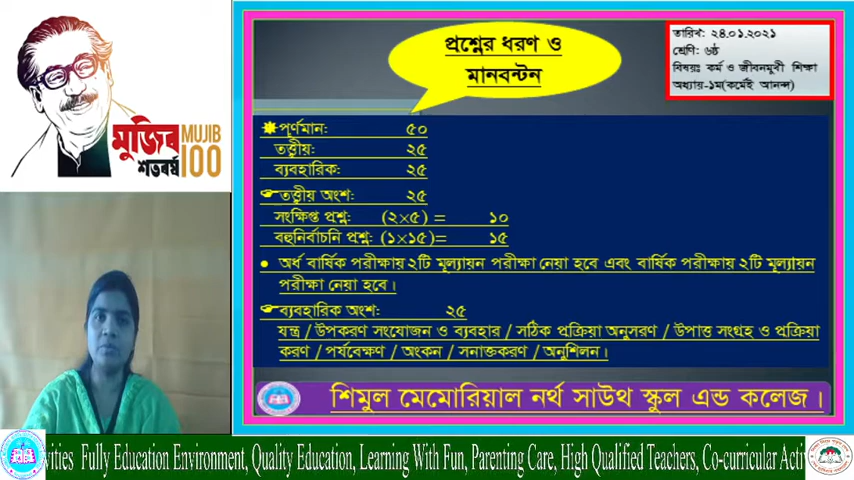 মুজিব
শতবর্ষ
MUJIB
100
প্রশ্নের ধরণ ও
মানবন্টন
তারিখ: ২৪.০১.২০২১
শ্রেণি: ৬ষ্ঠ
বিষয়ঃ কর্ম ও জীবনমুখী শিক্ষা
অধ্যায়-১ম(কর্মেই আনন্দ)
পূর্ণমান: ৫০
তত্ত্বীয়: ২৫
ব্যবহারিক: ২৫
তত্ত্বীয় অংশ: ২৫
সংক্ষিপ্ত প্রশ্ন: (২×৫) = ১০
বহুনির্বাচনি প্রশ্ন: (১×১৫)= ১৫
• অর্ধ বার্ষিক পরীক্ষায় ২টি মূল্যায়ন পরীক্ষা নেয়া হবে এবং বার্ষিক পরীক্ষায় ২টি মূল্যায়ন
পরীক্ষা নেয়া হবে।
ব্যবহারিক অংশ: ২৫
যন্ত্র / উপকরণ সংযোজন ও ব্যবহার / সঠিক প্রক্রিয়া অনুসরণ / উপাত্ত সংগ্রহ ও প্রক্রিয়া
করণ / পর্যবেক্ষণ / অংকন / সনাক্তকরণ / অনুশিলন।
শিমুল মেমোরিয়াল নর্থ সাউথ স্কুল এন্ড কলেজ।
ivities Fully Education Environment, Quality Education, Learning With Fun, Parenting Care, High Qualified Teachers, Co-curricular Acti